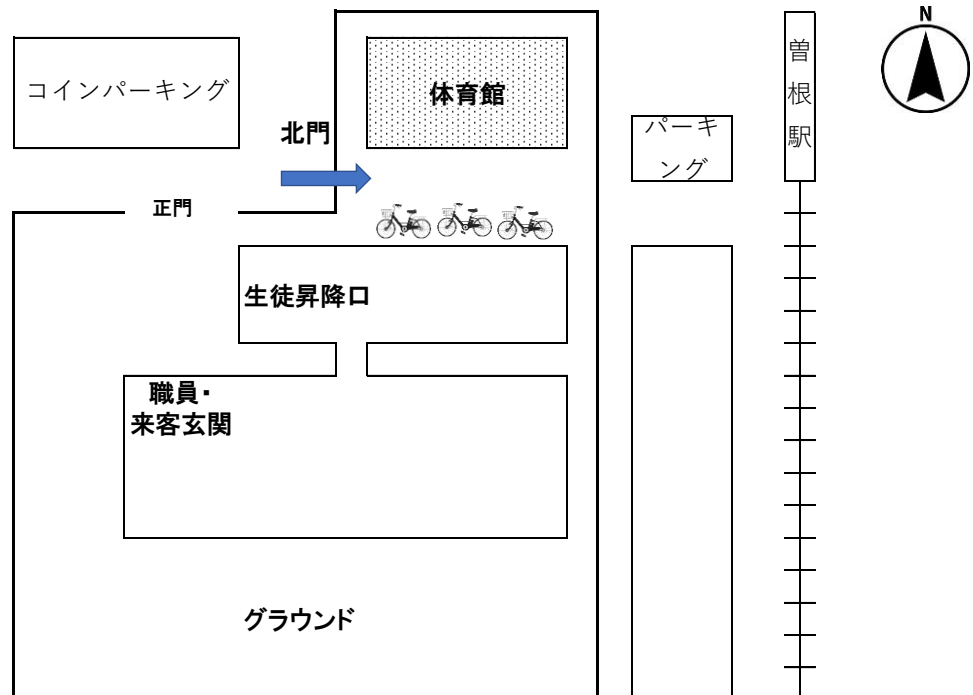 N
コインパーキング
体育館
曽根駅
北門
パーキ
ング
正門
生徒昇降口
職員・
来客玄関
グラウンド